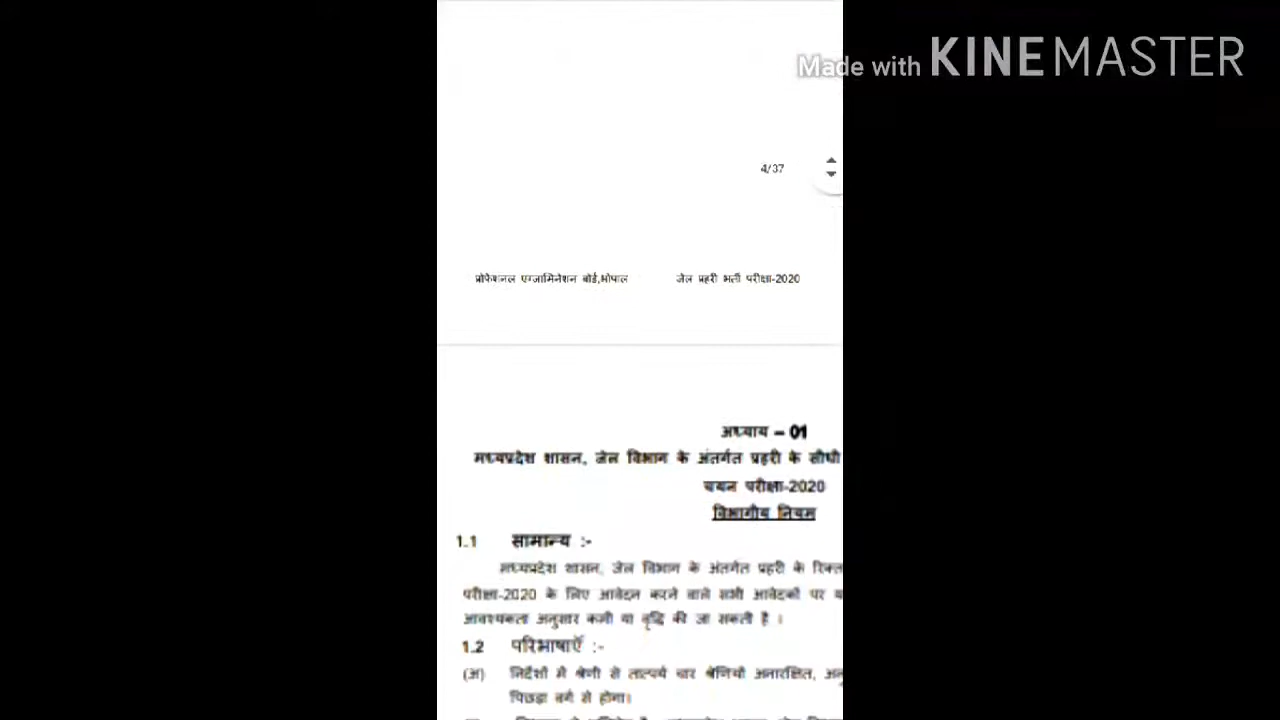 Made with KINEMASTER
4/37
प्रोफेशनल एग्जामिनेशन बोर्ड,भोपाल जेल प्रहरी भर्ती परीक्षा-2020
अध्याय – 01
मध्यप्रदेश शासन, जेल विभाग के अंतर्गत प्रहरी के सीधी
चयन परीक्षा-2020
विभागीय नियम
1.1 सामान्य :-
मध्यप्रदेश शासन, जेल विभाग के अंतर्गत प्रहरी के रिक्त
परीक्षा-2020 के लिए आवेदन करने वाले सभी आवेदकों पर
आवश्यकता अनुसार कमी या वृद्धि की जा सकती है ।
1.2 परिभाषाएँ :-
(अ) निर्देशों में श्रेणी से तात्पर्य चार श्रेणियों अनारक्षित,
पिछड़ा वर्ग से होगा।